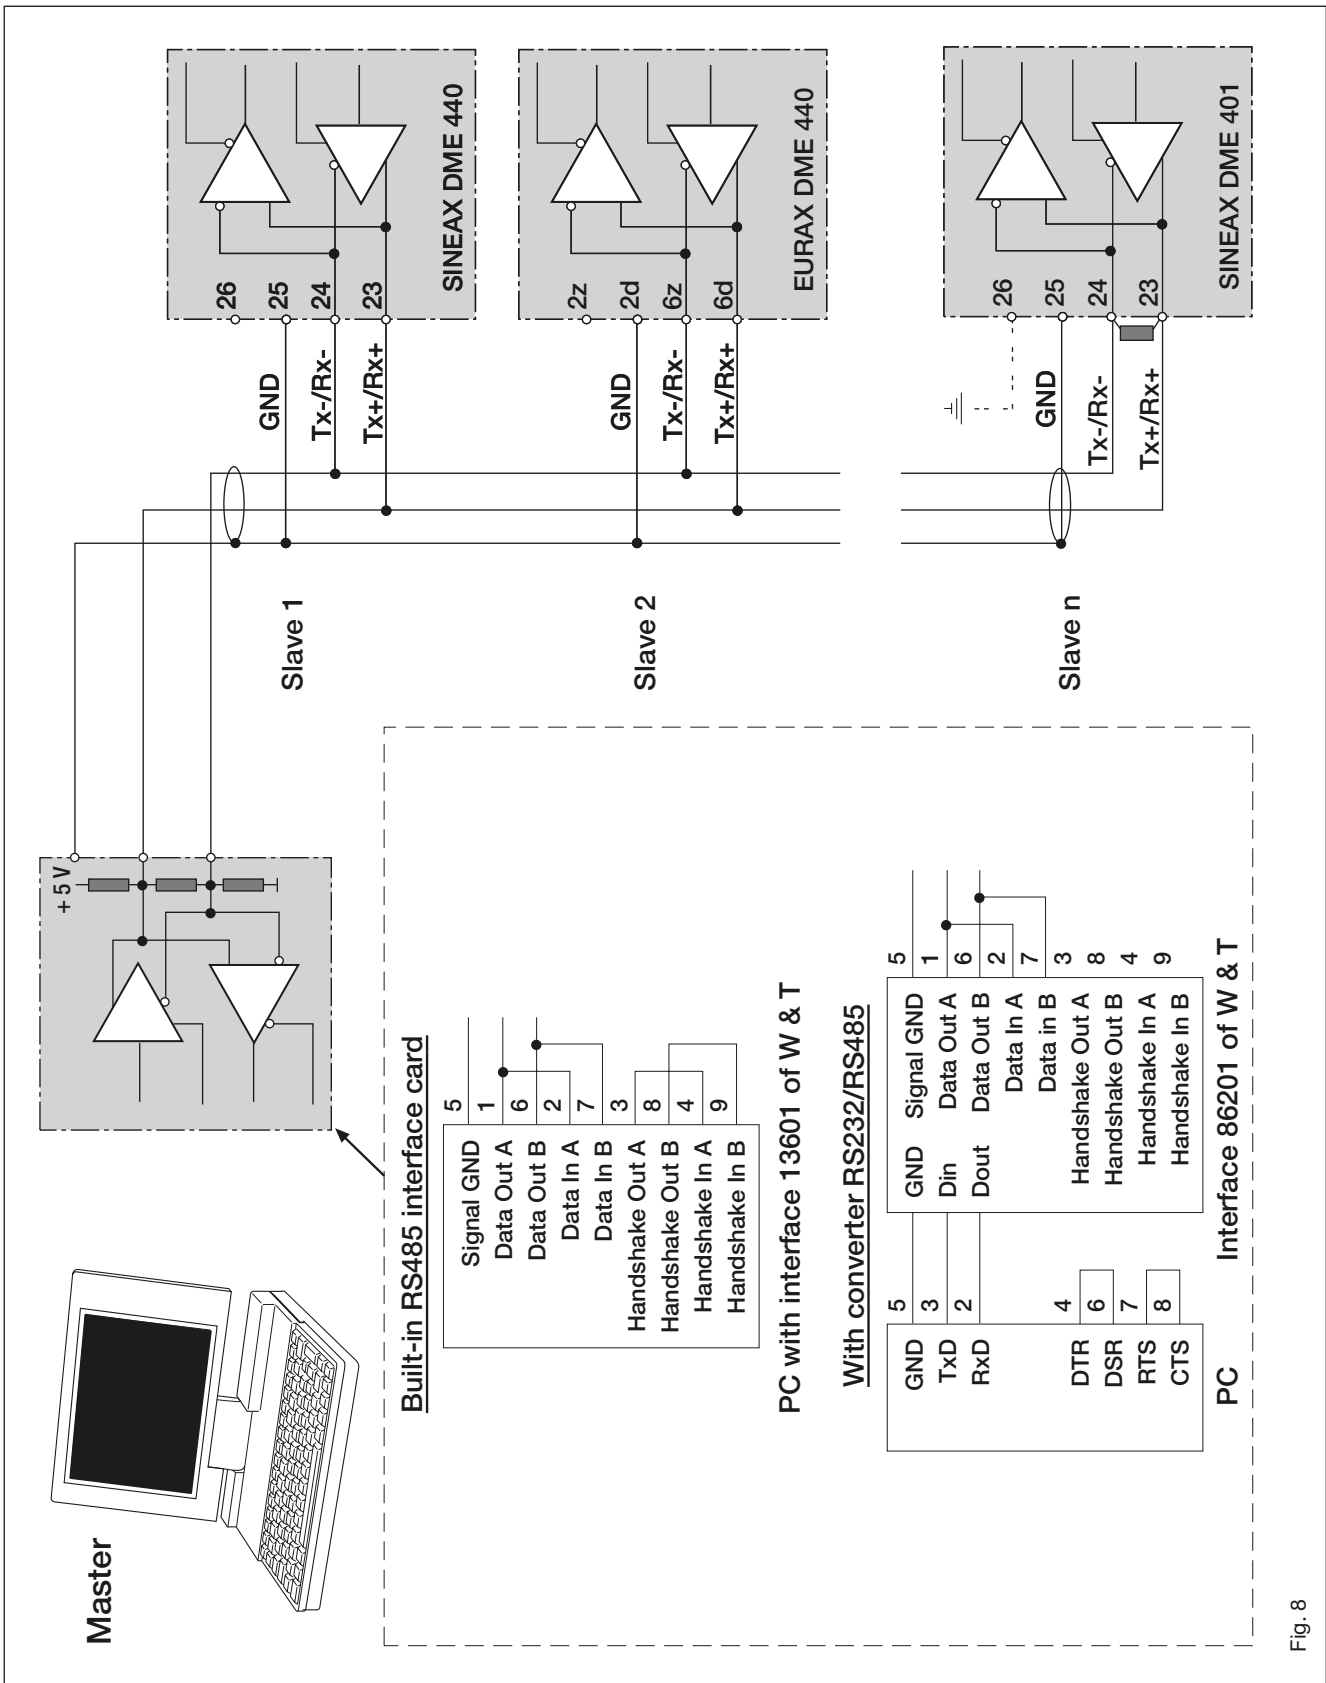 Master
+ 5 V
SINEAX DME 440
26
25
24
23
GND
Tx-/Rx-
Tx+/Rx+
Slave 1
EURAX DME 440
2z
2d
6z
6d
GND
Tx-/Rx-
Tx+/Rx+
Slave 2
SINEAX DME 401
26
25
24
23
GND
Tx-/Rx-
Tx+/Rx+
Slave n
Built-in RS485 interface card
Signal GND 5
Data Out A 1
Data Out B 6
Data In A 2
Data In B 7
Handshake Out A 3
Handshake Out B 8
Handshake In A 4
Handshake In B 9
PC with interface 13601 of W & T
With converter RS232/RS485
GND 5
TxD 3
RxD 2
DTR 4
DSR 6
RTS 7
CTS 8
PC
GND Signal GND 5
Din Data Out A 1
Dout Data Out B 6
Data In A 2
Data in B 7
Handshake Out A 3
Handshake Out B 8
Handshake In A 4
Handshake In B 9
Interface 86201 of W & T
Fig. 8